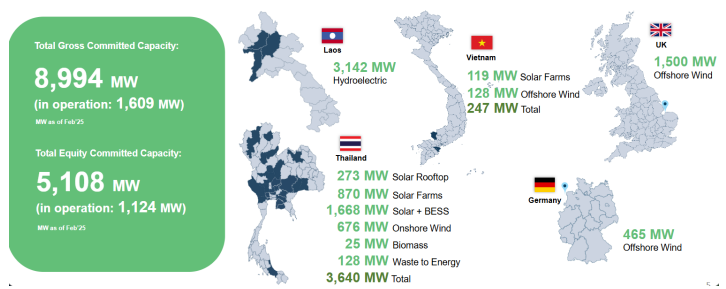 Total Gross Committed Capacity:
8,994 MW
(in operation: 1,609 MW)
MW as of Feb'25
Total Equity Committed Capacity:
5,108 MW
(in operation: 1,124 MW)
MW as of Feb'25
Laos
3,142 MW
Hydroelectric
Vietnam
119 MW Solar Farms
128 MW Offshore Wind
247 MW Total
UK
1,500 MW
Offshore Wind
Thailand
273 MW Solar Rooftop
870 MW Solar Farms
1,668 MW Solar + BESS
676 MW Onshore Wind
25 MW Biomass
128 MW Waste to Energy
3,640 MW Total
Germany
465 MW
Offshore Wind
5